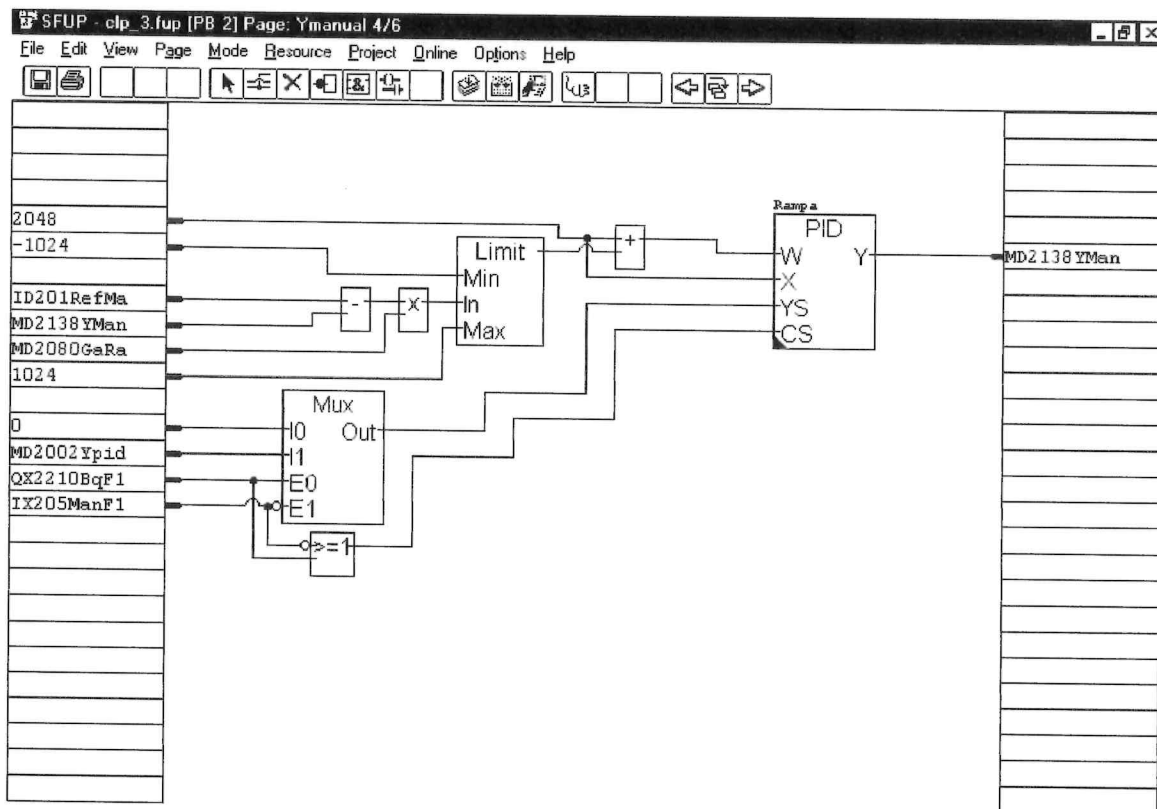 SFUP - clp_3.fup [PB 2] Page: Ymanual 4/6
File Edit View Page Mode Resource Project Online Options Help
2048
-1024
ID201RefMa
MD2138YMan
MD2080GaRa
1024
0
MD2002Ypid
QX2210BqF1
IX205ManF1
-
x
Limit
Min
In
Max
+
Rampa
PID
W Y
X
YS
CS
MD2138YMan
Mux
I0 Out
I1
E0
E1
>=1